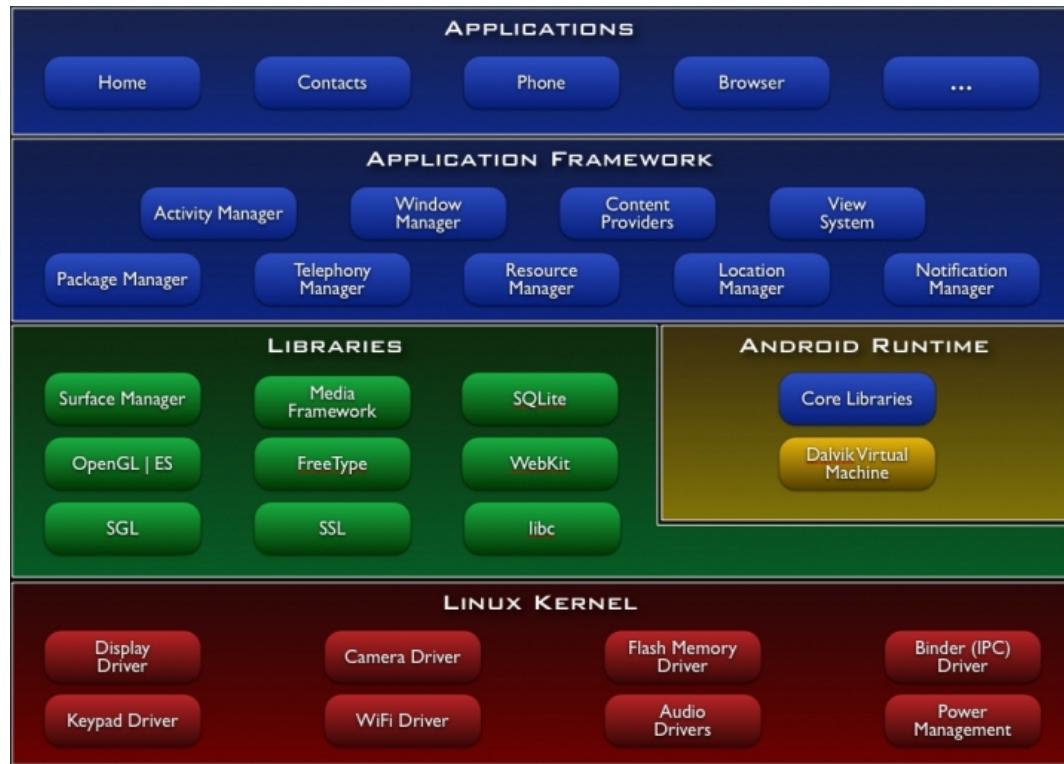 APPLICATIONS
Home
Contacts
Phone
Browser
...
APPLICATION FRAMEWORK
Activity Manager
Window
Manager
Content
Providers
View
System
Package Manager
Telephony
Manager
Resource
Manager
Location
Manager
Notification
Manager
LIBRARIES
Surface Manager
Media
Framework
SQLite
OpenGL | ES
FreeType
WebKit
SGL
SSL
libc
ANDROID RUNTIME
Core Libraries
Dalvik Virtual
Machine
LINUX KERNEL
Display
Driver
Camera Driver
Flash Memory
Driver
Binder (IPC)
Driver
Keypad Driver
WiFi Driver
Audio
Drivers
Power
Management